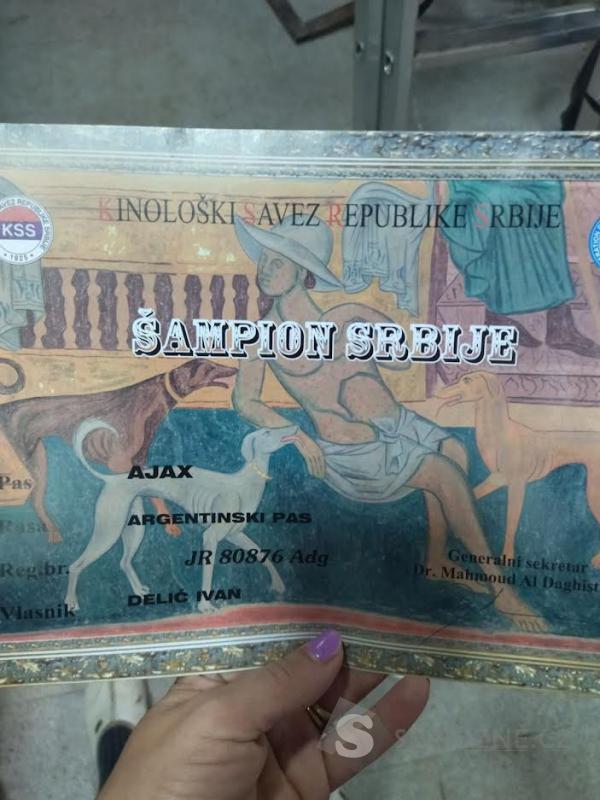 KINOLOŠKI SAVEZ REPUBLIKE SRBIJE
KSS
1925
ŠAMPION SRBIJE
Pas AJAX
Rasa ARGENTINSKI PAS
Reg.br. JR 80876 Adg
Vlasnik DELIĆ IVAN
Generalni sekretar
Dr. Mahmoud Al Daghist
S